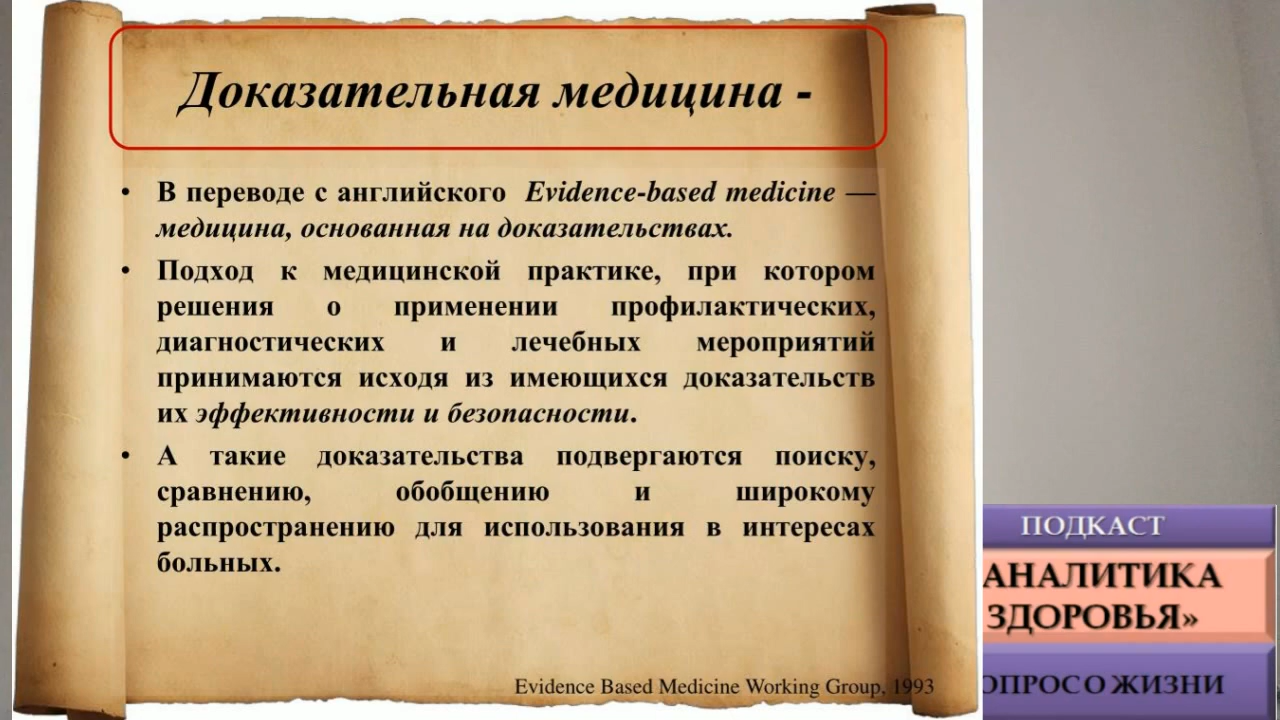 Доказательная медицина -
• В переводе с английского Evidence-based medicine —
медицина, основанная на доказательствах.
• Подход к медицинской практике, при котором
решения о применении профилактических,
диагностических и лечебных мероприятий
принимаются исходя из имеющихся доказательств
их эффективности и безопасности.
• А такие доказательства подвергаются поиску,
сравнению, обобщению и широкому
распространению для использования в интересах
больных.
Evidence Based Medicine Working Group, 1993
ПОДКАСТ
АНАЛИТИКА
ЗДОРОВЬЯ»
ОПРОС О ЖИЗНИ